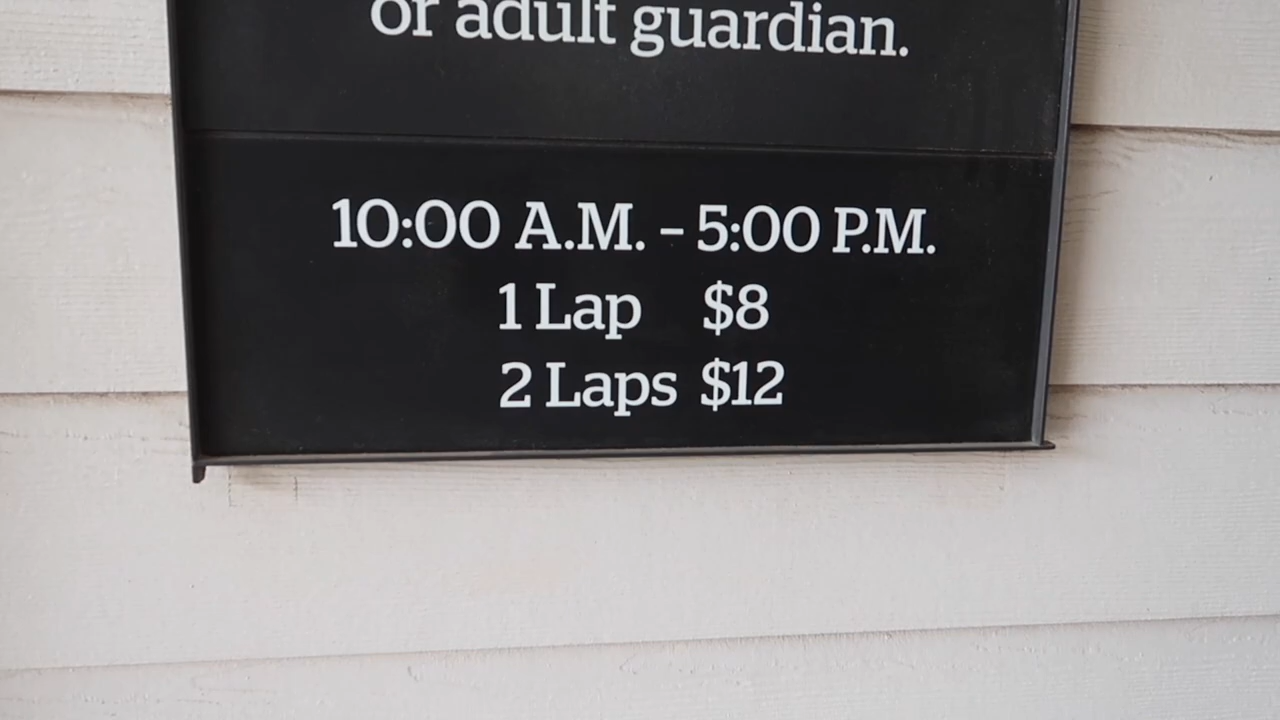 or adult guardian.
10:00 A.M. – 5:00 P.M.
1 Lap $8
2 Laps $12